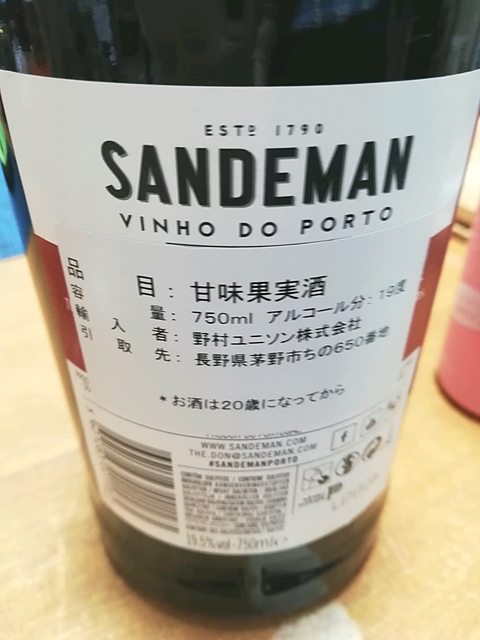 ESTD 1790
SANDEMAN
VINHO DO PORTO
品目:甘味果実酒
容量:750ml アルコール分:19度
輸入者:野村ユニソン株式会社
引取先:長野県茅野市ちの650番地
*お酒は20歳になってから
WWW.SANDEMAN.COM
THE.DON@SANDEMAN.COM
#SANDEMANPORTO
19.5%vol·750ml